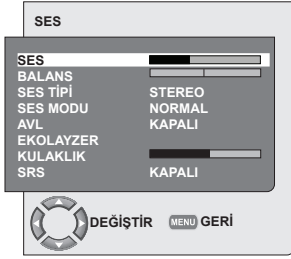 SES
SES
BALANS
SES TİPİ STEREO
SES MODU NORMAL
AVL KAPALI
EKOLAYZER
KULAKLIK
SRS KAPALI
DEĞİŞTİR MENU GERİ